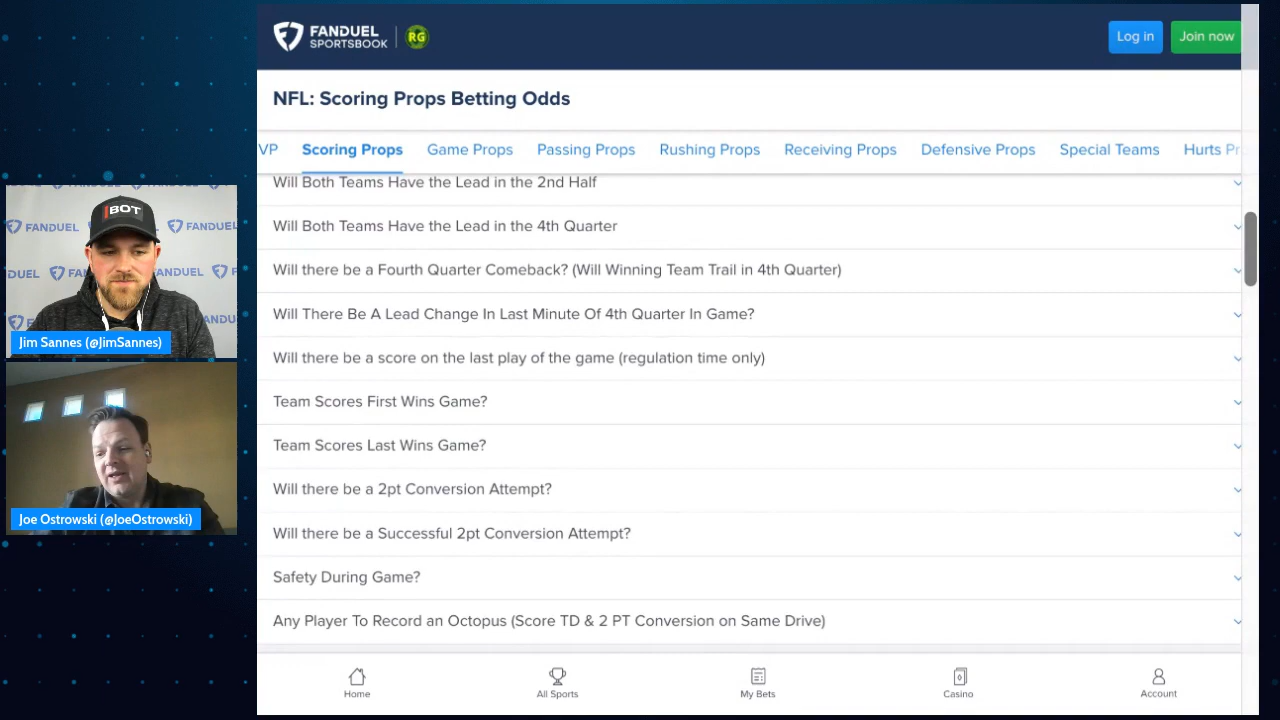 FANDUEL
SPORTSBOOK
RG
Log in
Join now
NFL: Scoring Props Betting Odds
VP
Scoring Props
Game Props
Passing Props
Rushing Props
Receiving Props
Defensive Props
Special Teams
Hurts Pr
Will Both Teams Have the Lead in the 2nd Half
Will Both Teams Have the Lead in the 4th Quarter
Will there be a Fourth Quarter Comeback? (Will Winning Team Trail in 4th Quarter)
Will There Be A Lead Change In Last Minute Of 4th Quarter In Game?
Will there be a score on the last play of the game (regulation time only)
Team Scores First Wins Game?
Team Scores Last Wins Game?
Will there be a 2pt Conversion Attempt?
Will there be a Successful 2pt Conversion Attempt?
Safety During Game?
Any Player To Record an Octopus (Score TD & 2 PT Conversion on Same Drive)
Home
All Sports
My Bets
Casino
Account
BOT
FANDUEL
FANDUEL
DUEL
FANDUEL
Jim Sannes (@JimSannes)
Joe Ostrowski (@JoeOstrowski)